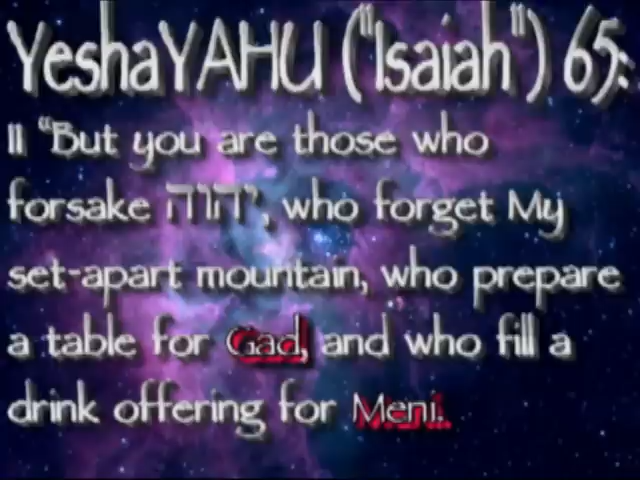 YeshaYAHU ("Isaiah") 65:
11 "But you are those who
forsake יהוה, who forget My
set-apart mountain, who prepare
a table for Gad, and who fill a
drink offering for Meni.